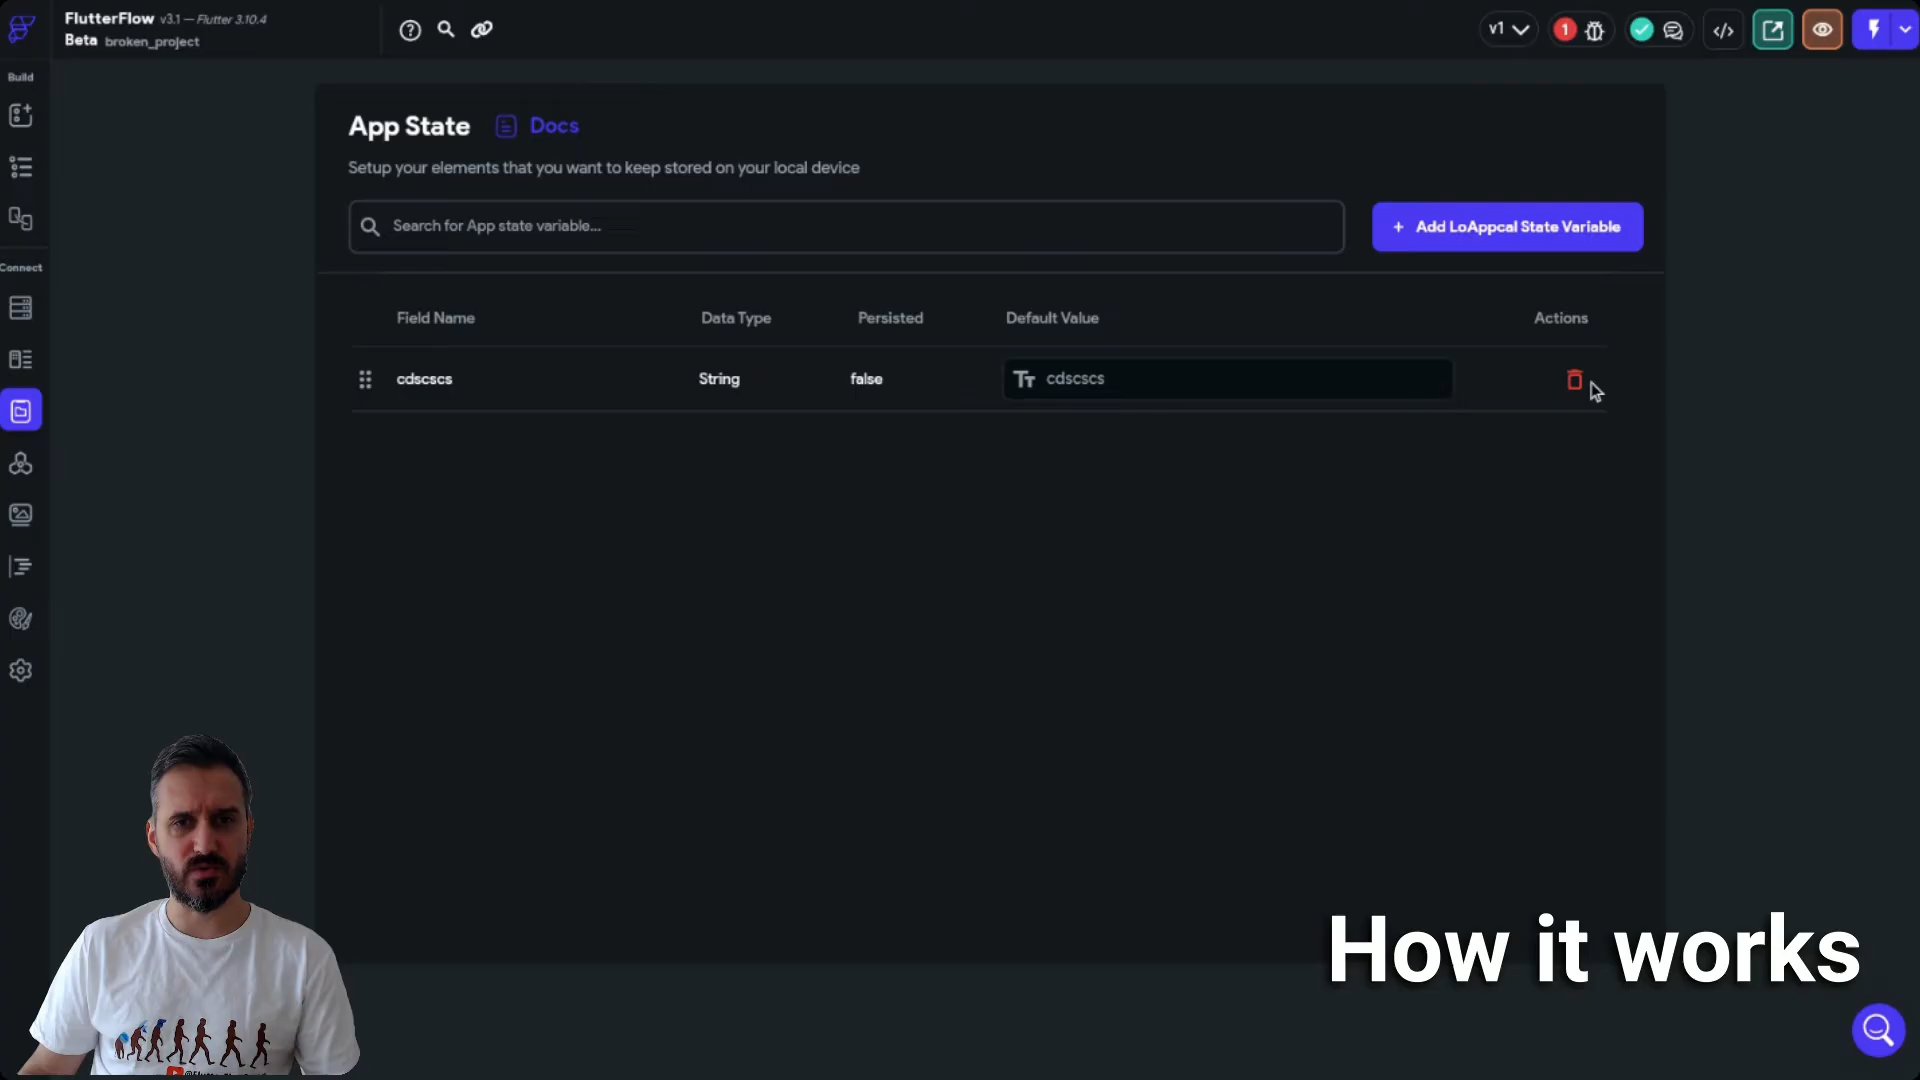 FlutterFlow v3.1 — Flutter 3.10.4
Beta broken_project
v1
1
Build
App State
Docs
Setup your elements that you want to keep stored on your local device
Search for App state variable...
+ Add LoAppcal State Variable
Connect
Field Name
Data Type
Persisted
Default Value
Actions
cdscscs
String
false
Tт cdscscs
How it works